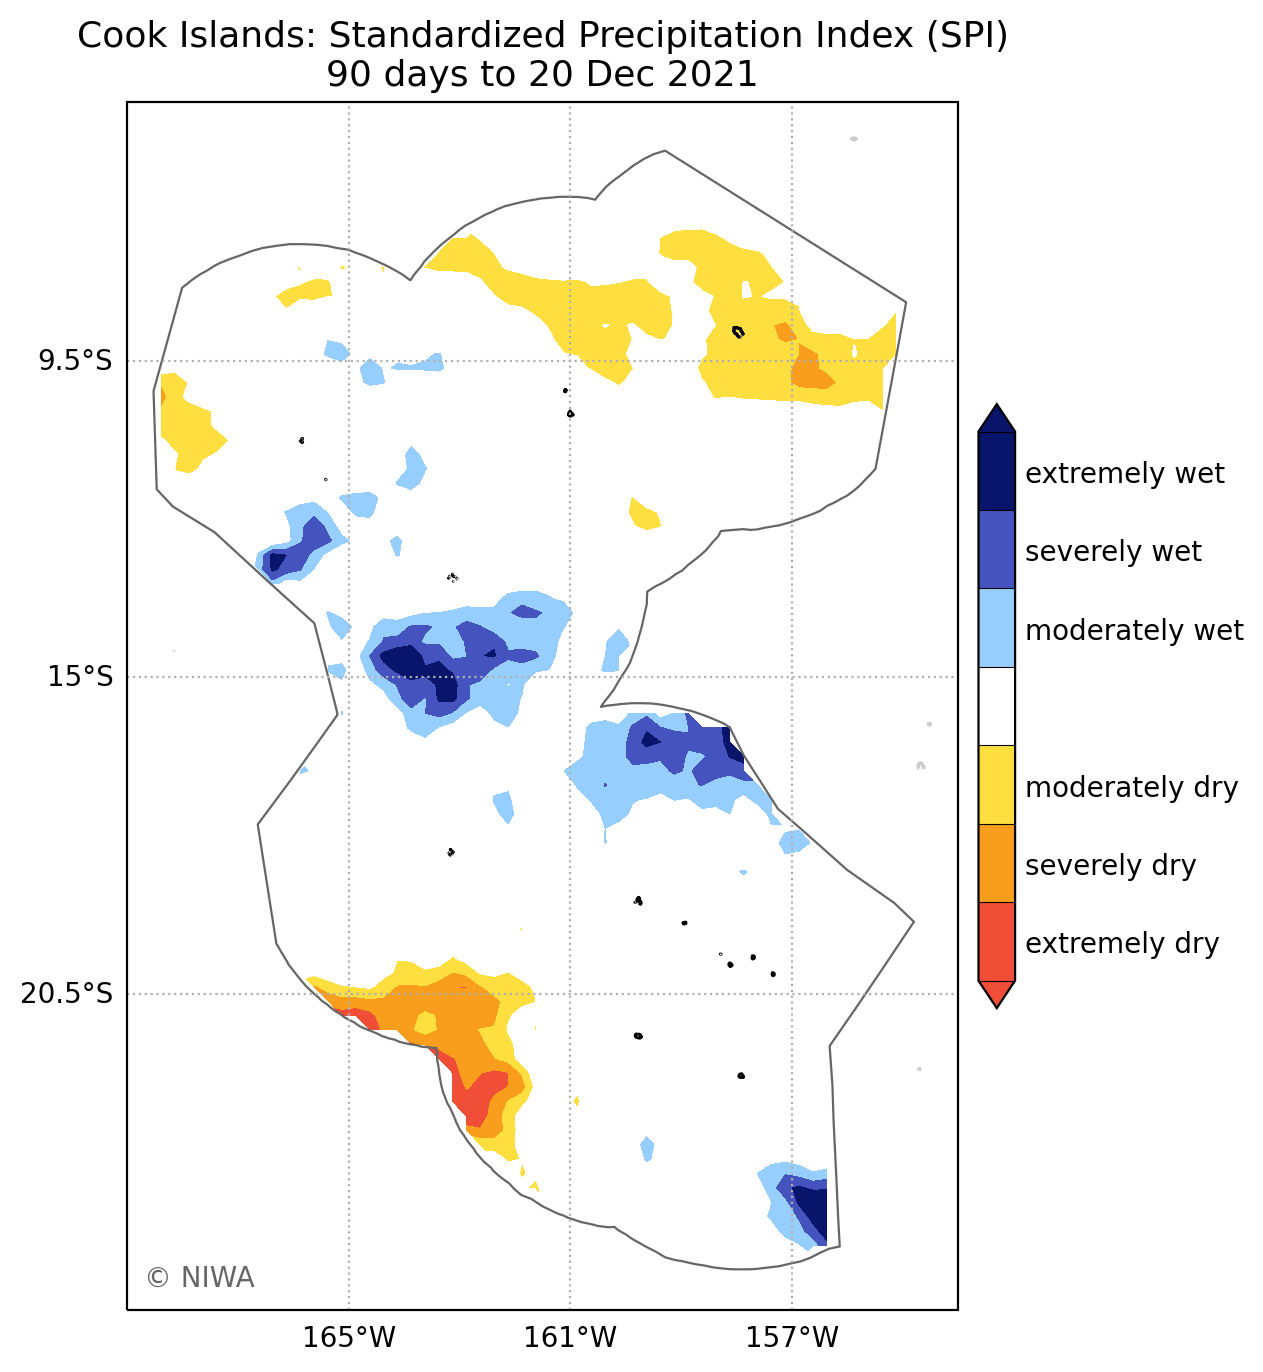 Cook Islands: Standardized Precipitation Index (SPI)
90 days to 20 Dec 2021
9.5°S
15°S
20.5°S
165°W
161°W
157°W
extremely wet
severely wet
moderately wet
moderately dry
severely dry
extremely dry
© NIWA